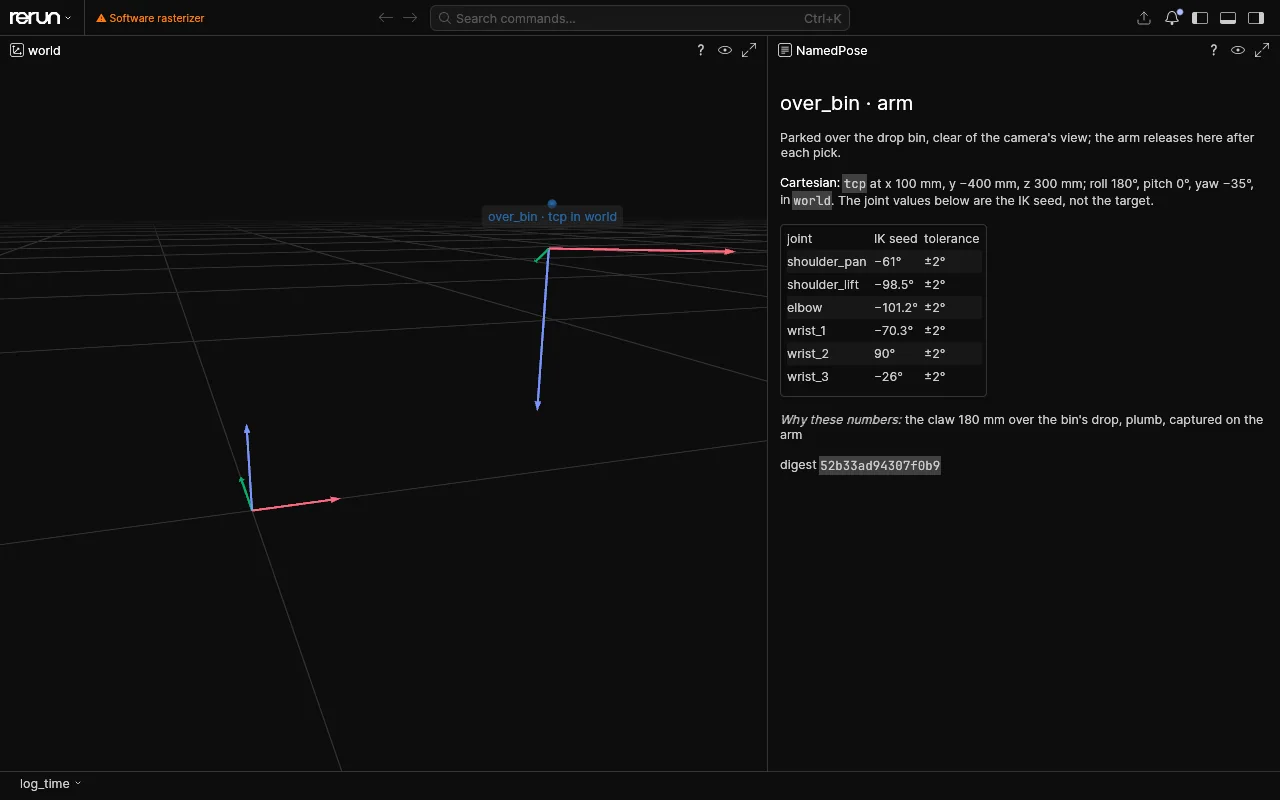 rerun
Software rasterizer
Search commands...
Ctrl+K
world
?
NamedPose
?
over_bin · tcp in world
over_bin · arm
Parked over the drop bin, clear of the camera's view; the arm releases here after
each pick.
Cartesian: tcp at x 100 mm, y −400 mm, z 300 mm; roll 180°, pitch 0°, yaw −35°,
in world. The joint values below are the IK seed, not the target.
joint IK seed tolerance
shoulder_pan −61° ±2°
shoulder_lift −98.5° ±2°
elbow −101.2° ±2°
wrist_1 −70.3° ±2°
wrist_2 90° ±2°
wrist_3 −26° ±2°
Why these numbers: the claw 180 mm over the bin's drop, plumb, captured on the
arm
digest 52b33ad94307f0b9
log_time